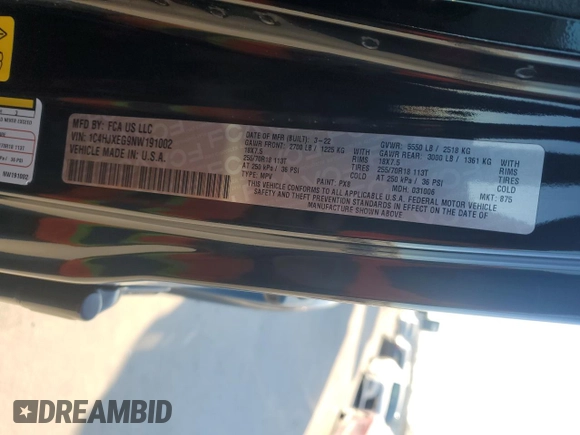 MFD BY: FCA US LLC
VIN: 1C4HJXEG9NW191002
VEHICLE MADE IN: U.S.A.
DATE OF MFR (BUILT): 3-22
GAWR FRONT: 2700 LB / 1225 KG
WITH
18X7.5
RIMS
255/70R18 113T
TIRES
AT 250 kPa / 36 PSI
COLD
TYPE: MPV
PAINT: PX8
GVWR: 5550 LB / 2518 KG
GAWR REAR: 3000 LB / 1361 KG
WITH
18X7.5
RIMS
255/70R18 113T
TIRES
AT 250 kPa / 36 PSI
COLD
MDH: 031006
MKT: 875
THIS VEHICLE CONFORMS TO ALL APPLICABLE U.S.A. FEDERAL MOTOR VEHICLE
SAFETY AND THEFT PREVENTION STANDARDS IN EFFECT ON THE DATE OF
MANUFACTURE SHOWN ABOVE
NW191002
DREAMBID